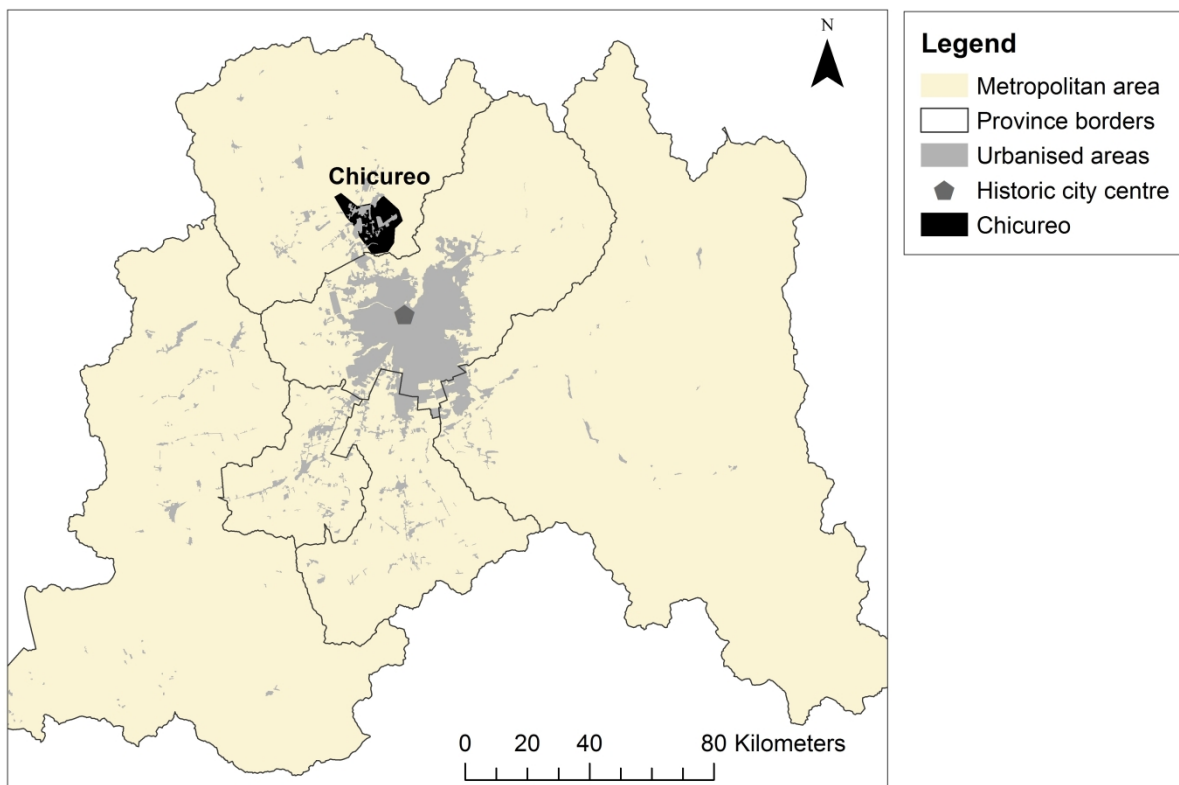 N
Chicureo
0 20 40 80 Kilometers
Legend
Metropolitan area
Province borders
Urbanised areas
Historic city centre
Chicureo